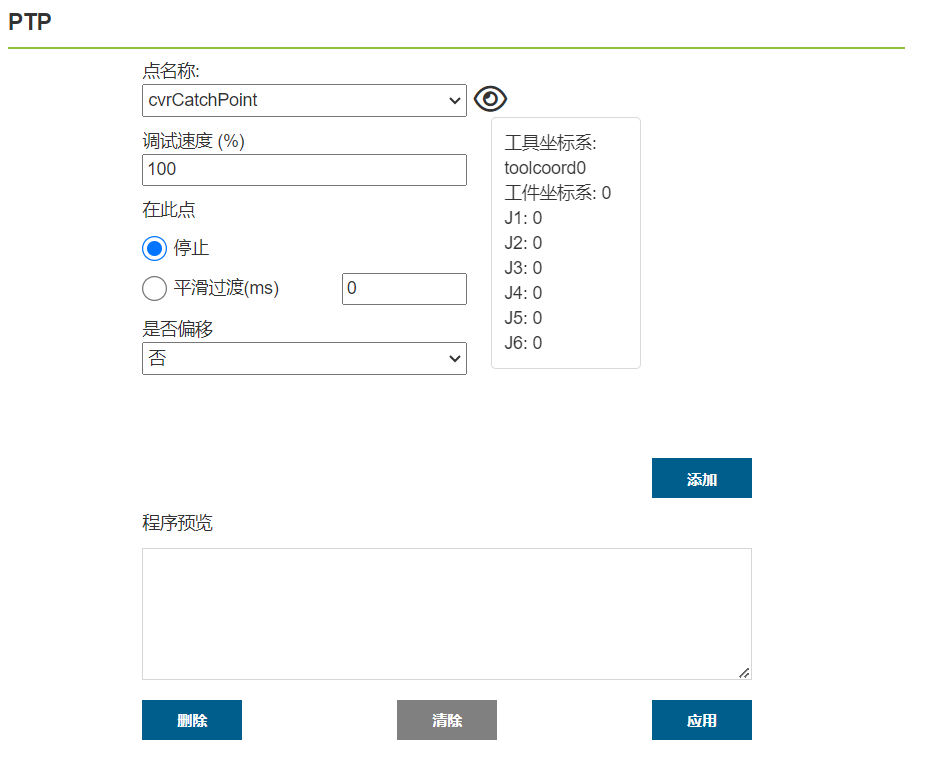 PTP
点名称:
cvrCatchPoint
调试速度 (%)
100
在此点
停止
平滑过渡(ms)
0
是否偏移
否
工具坐标系:
toolcoord0
工件坐标系: 0
J1: 0
J2: 0
J3: 0
J4: 0
J5: 0
J6: 0
添加
程序预览
删除
清除
应用